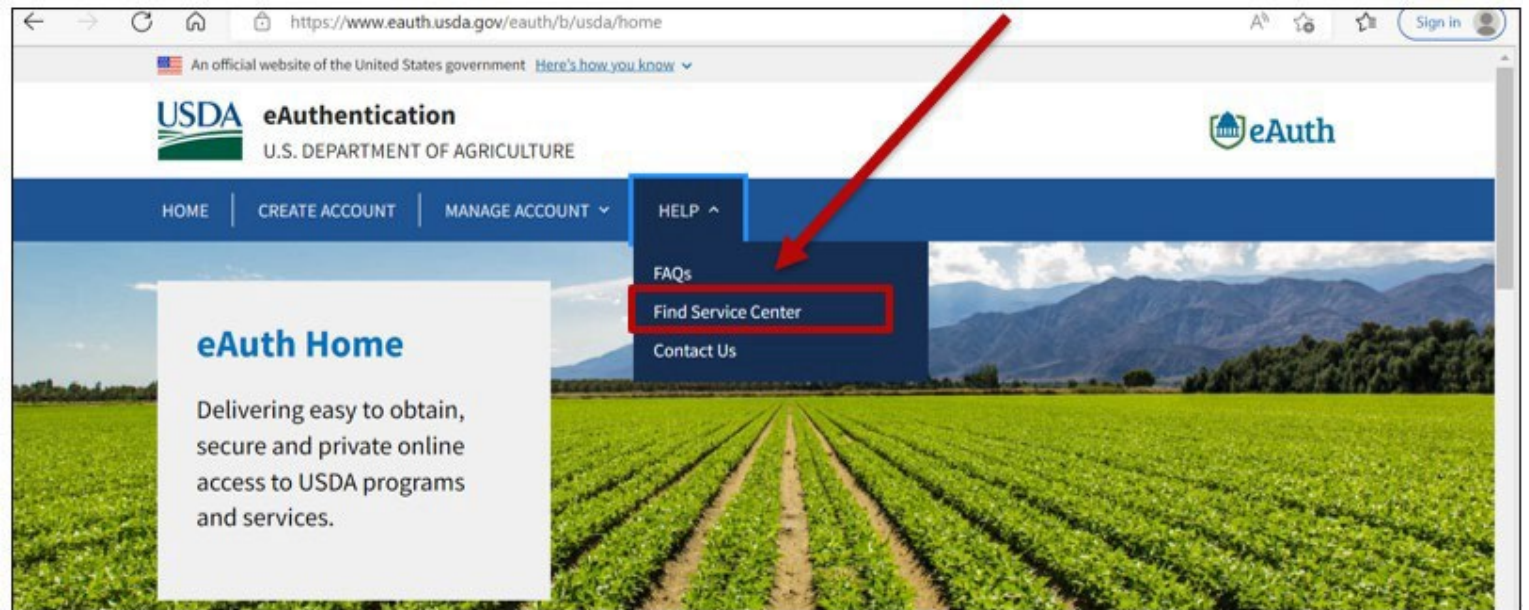 https://www.eauth.usda.gov/eauth/b/usda/home
Sign in
An official website of the United States government Here's how you know
USDA eAuthentication
U.S. DEPARTMENT OF AGRICULTURE
eAuth
HOME CREATE ACCOUNT MANAGE ACCOUNT HELP
FAQs
Find Service Center
Contact Us
eAuth Home
Delivering easy to obtain,
secure and private online
access to USDA programs
and services.